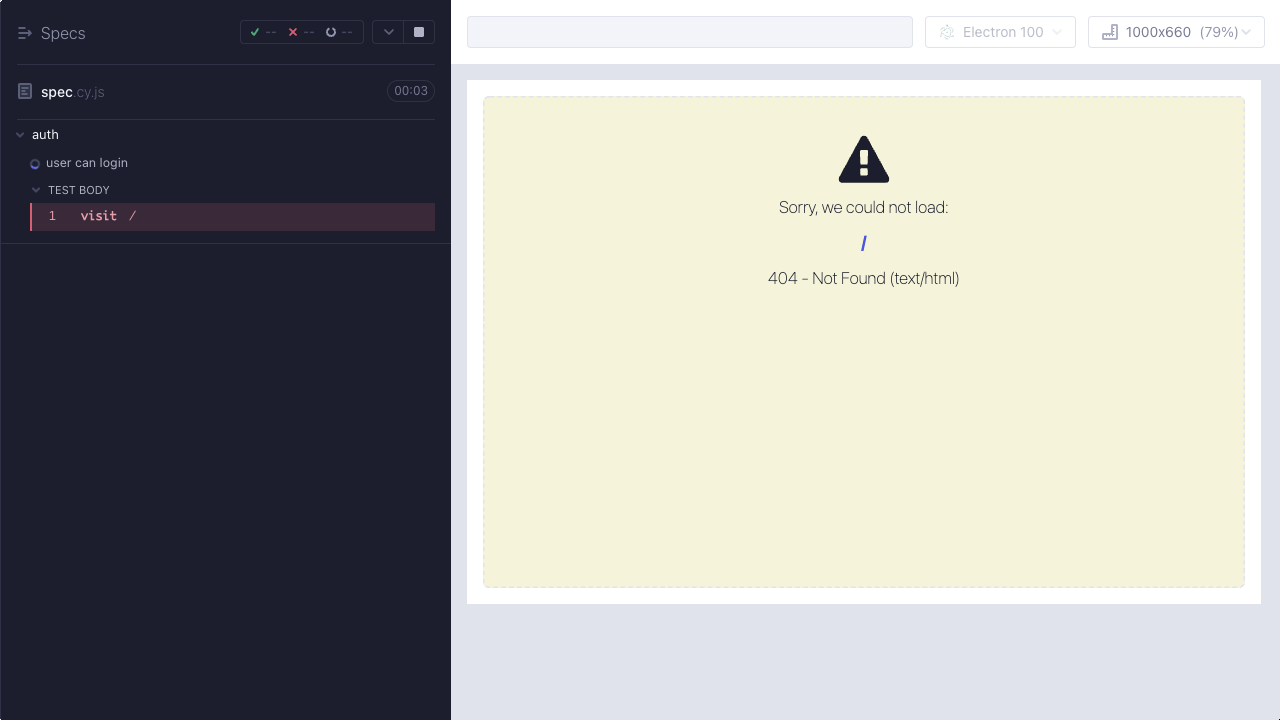 Specs
--
--
--
spec.cy.js
00:03
auth
user can login
TEST BODY
1 visit /
Electron 100
1000x660 (79%)
Sorry, we could not load:
/
404 - Not Found (text/html)